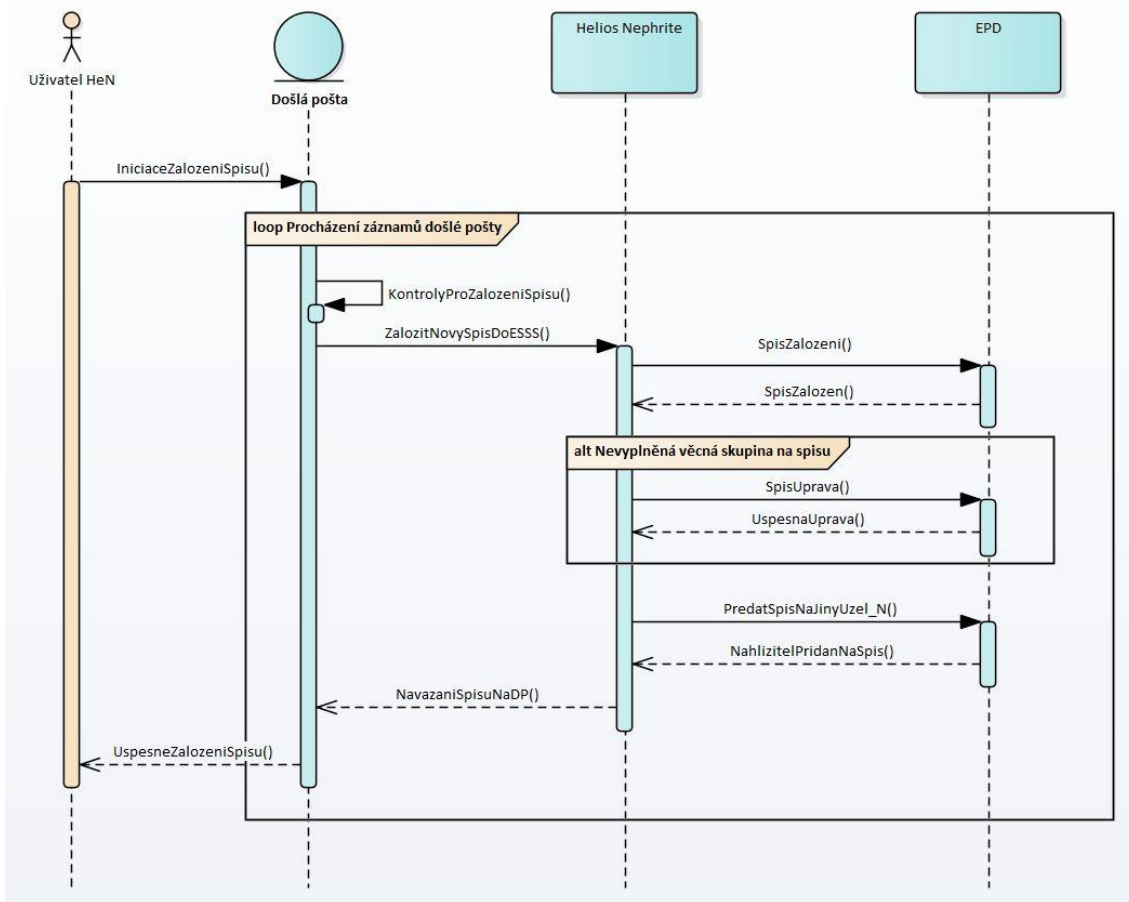 Uživatel HeN
Došlá pošta
Helios Nephrite
EPD
IniciaceZalozeniSpisu()
loop Procházení záznamů došlé pošty
KontrolyProZalozeniSpisu()
ZalozitNovySpisDoESSS()
SpisZalozeni()
SpisZalozen()
alt Nevyplněná věcná skupina na spisu
SpisUprava()
UspesnaUprava()
PredatSpisNaJinyUzel_N()
NahlizitelPridanNaSpis()
NavazaniSpisuNaDP()
UspesneZalozeniSpisu()